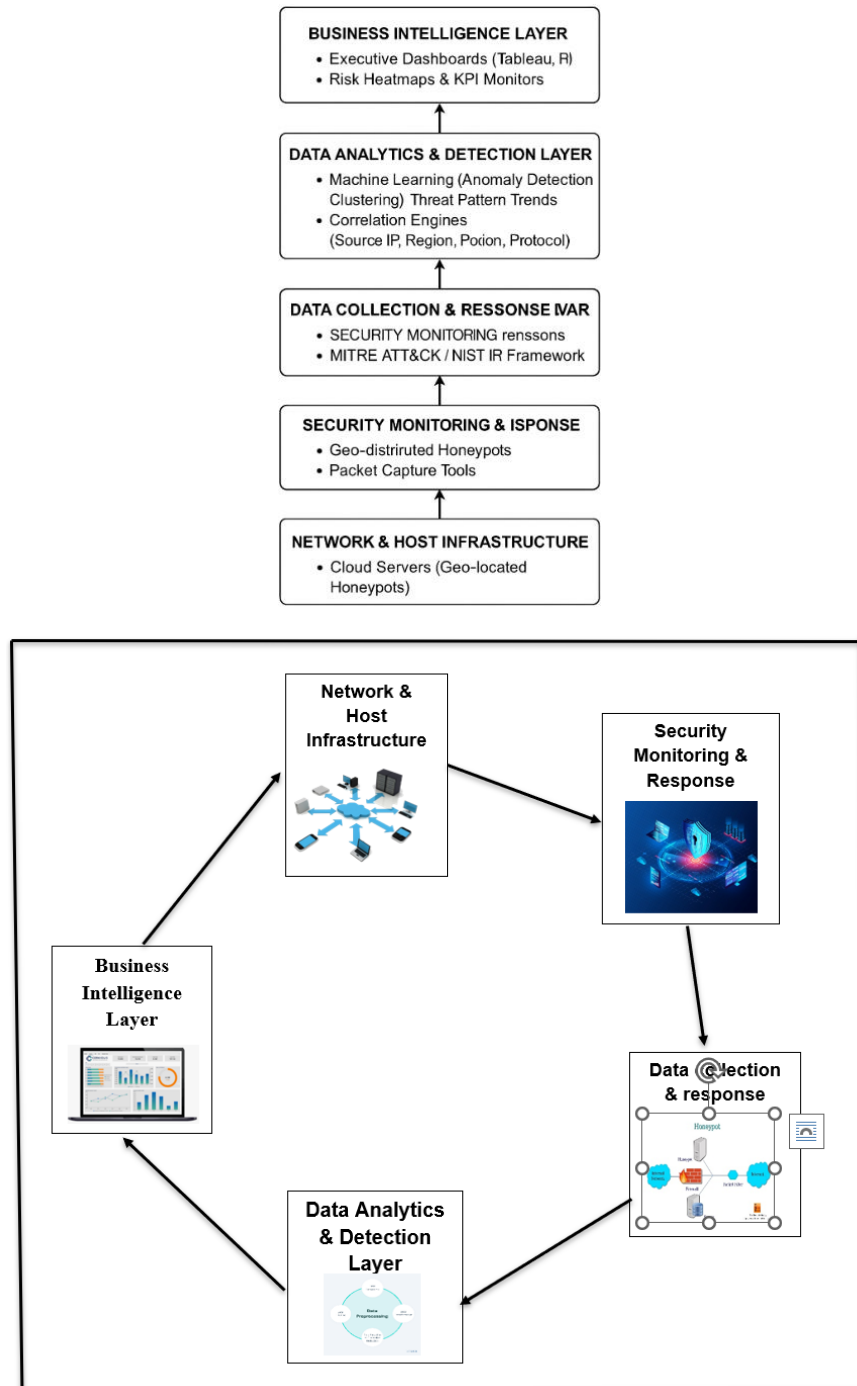 BUSINESS INTELLIGENCE LAYER
• Executive Dashboards (Tableau, R)
• Risk Heatmaps & KPI Monitors
DATA ANALYTICS & DETECTION LAYER
• Machine Learning (Anomaly Detection
Clustering) Threat Pattern Trends
• Correlation Engines
(Source IP, Region, Poxion, Protocol)
DATA COLLECTION & RESSONSE IVAR
• SECURITY MONITORING renssons
• MITRE ATT&CK / NIST IR Framework
SECURITY MONITORING & ISPONSE
• Geo-distriruted Honeypots
• Packet Capture Tools
NETWORK & HOST INFRASTRUCTURE
• Cloud Servers (Geo-located
Honeypots)
Network &
Host
Infrastructure
Security
Monitoring &
Response
Business
Intelligence
Layer
Data
& response
Honeypot
Firewall
Data Analytics
& Detection
Layer
Data
Preprocessing